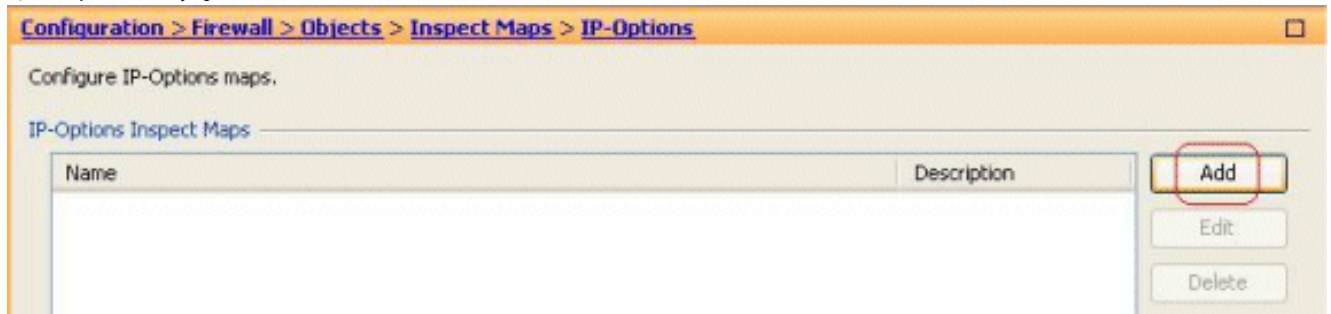 Configuration > Firewall > Objects > Inspect Maps > IP-Options
Configure IP-Options maps.
IP-Options Inspect Maps
Name Description Add
Edit
Delete